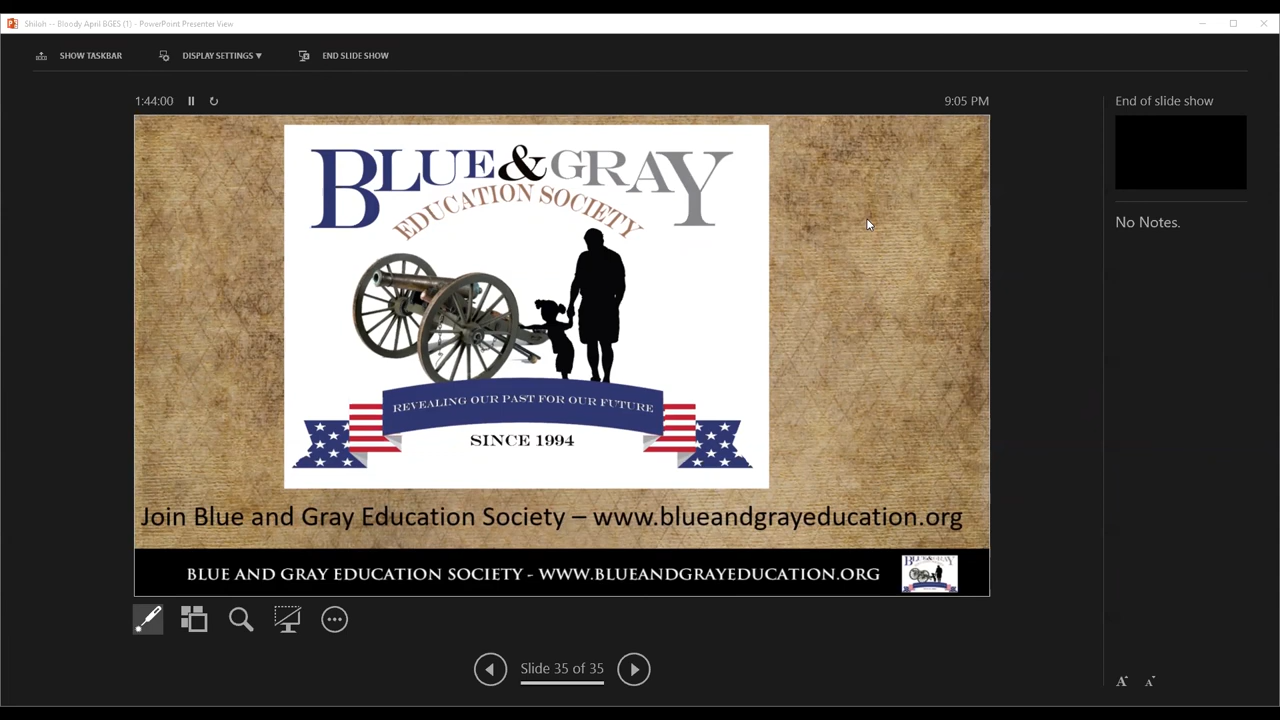 Shiloh -- Bloody April BGES (1) - PowerPoint Presenter View
SHOW TASKBAR
DISPLAY SETTINGS
END SLIDE SHOW
1:44:00
9:05 PM
BLUE & GRAY
EDUCATION SOCIETY
REVEALING OUR PAST FOR OUR FUTURE
SINCE 1994
Join Blue and Gray Education Society – www.blueandgrayeducation.org
BLUE AND GRAY EDUCATION SOCIETY - WWW.BLUEANDGRAYEDUCATION.ORG
BLUE & GRAY
Slide 35 of 35
End of slide show
No Notes.
A A